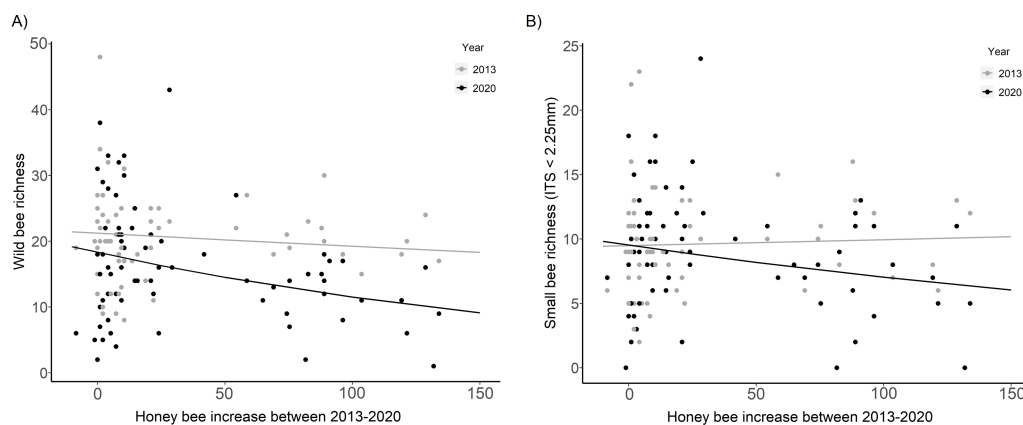 A)
Wild bee richness
50
40
30
20
10
0
0 50 100 150
Honey bee increase between 2013-2020
Year
2013
2020
B)
Small bee richness (ITS < 2.25mm)
25
20
15
10
5
0
0 50 100 150
Honey bee increase between 2013-2020
Year
2013
2020